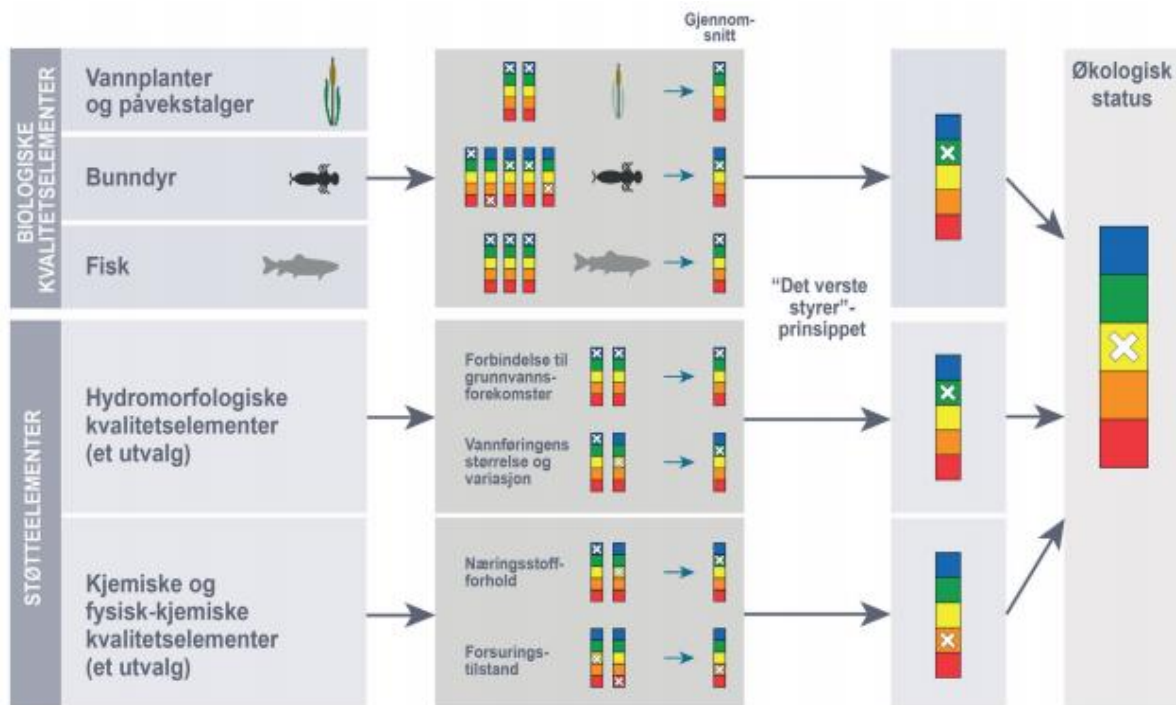 Gjennom-
snitt
BIOLOGISKE
KVALITETSELEMENTER
Vannplanter
og påvekstalger
Bunndyr
Fisk
Økologisk
status
"Det verste
styrer"-
prinsippet
STØTTEELEMENTER
Hydromorfologiske
kvalitetselementer
(et utvalg)
Forbindelse til
grunnvanns-
forekomster
Vannføringens
størrelse og
variasjon
Kjemiske og
fysisk-kjemiske
kvalitetselementer
(et utvalg)
Næringsstoff-
forhold
Forsurings-
tilstand